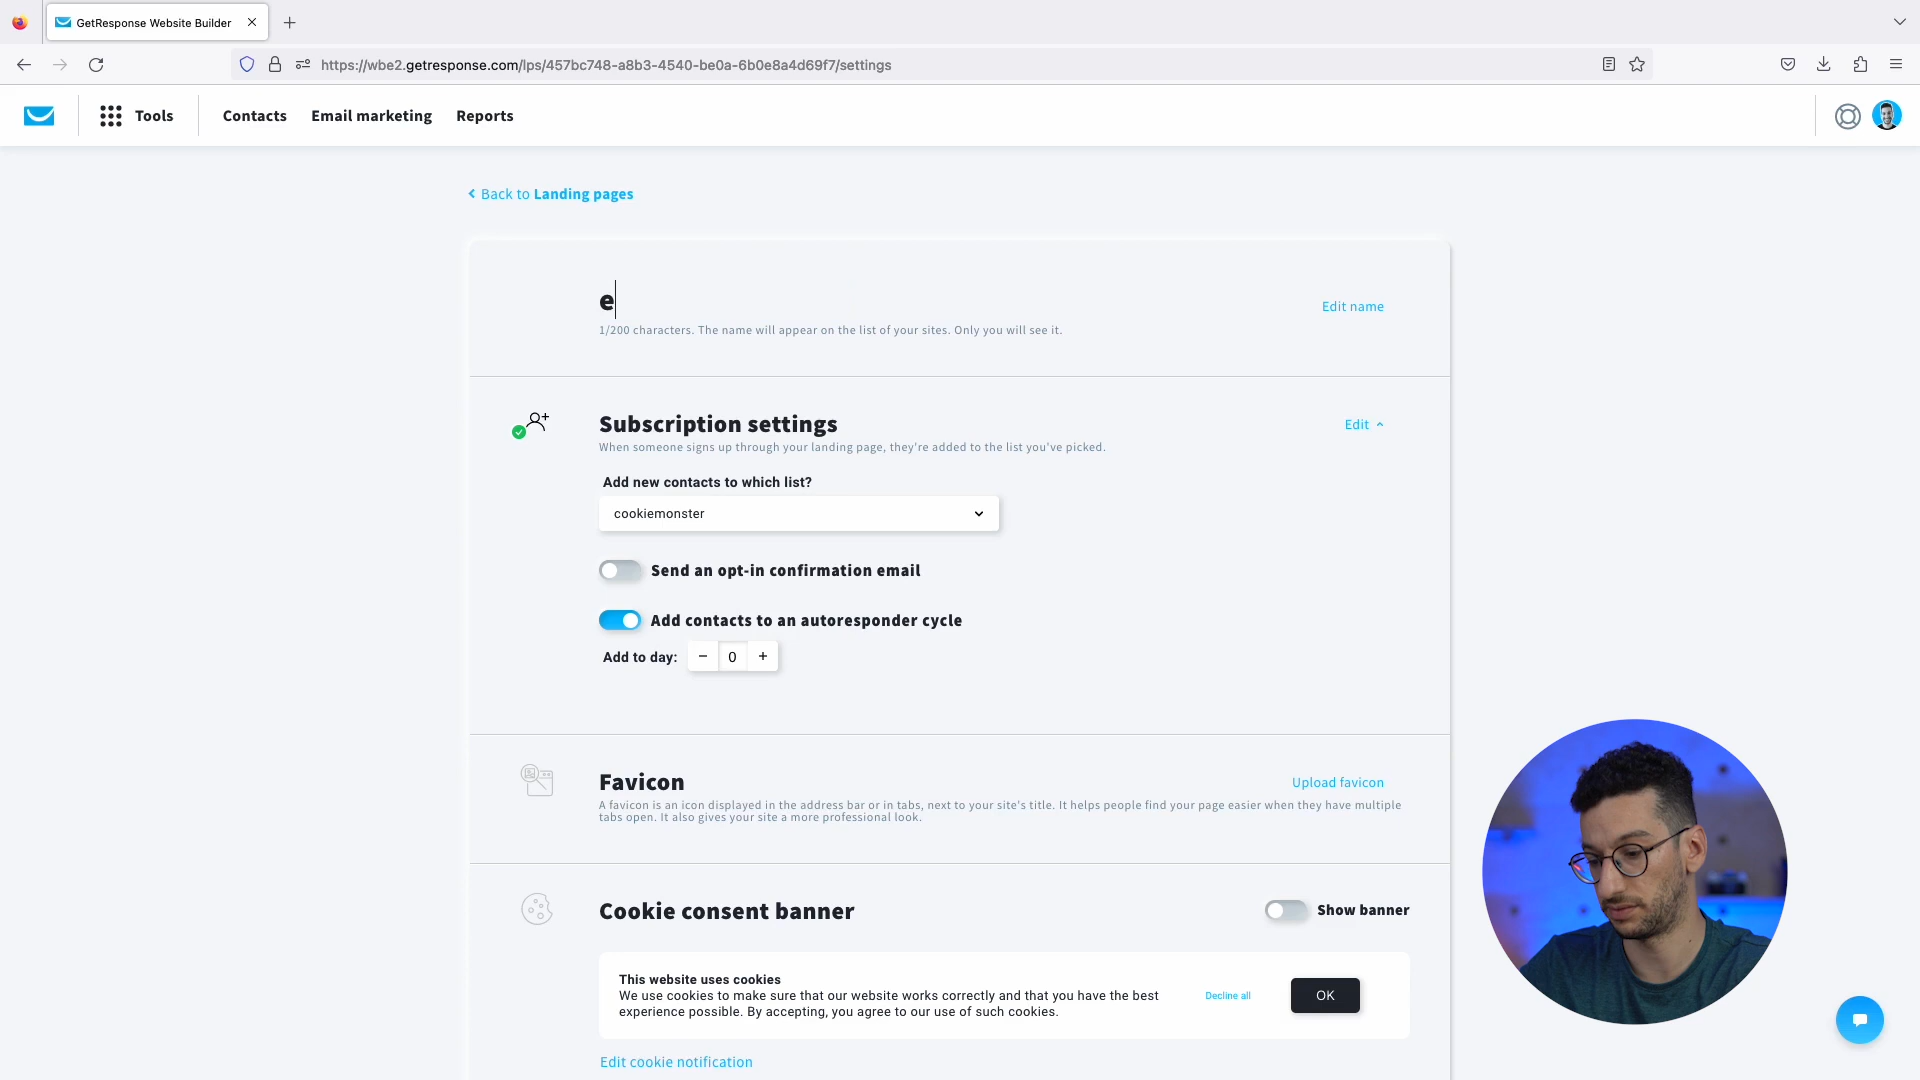 GetResponse Website Builder
https://wbe2.getresponse.com/lps/457bc748-a8b3-4540-be0a-6b0e8a4d69f7/settings
Tools
Contacts
Email marketing
Reports
Back to Landing pages
e
Edit name
1/200 characters. The name will appear on the list of your sites. Only you will see it.
Subscription settings
Edit
When someone signs up through your landing page, they're added to the list you've picked.
Add new contacts to which list?
cookiemonster
Send an opt-in confirmation email
Add contacts to an autoresponder cycle
Add to day:
−
0
+
Favicon
Upload favicon
A favicon is an icon displayed in the address bar or in tabs, next to your site's title. It helps people find your page easier when they have multiple
tabs open. It also gives your site a more professional look.
Cookie consent banner
Show banner
This website uses cookies
We use cookies to make sure that our website works correctly and that you have the best
experience possible. By accepting, you agree to our use of such cookies.
Decline all
OK
Edit cookie notification